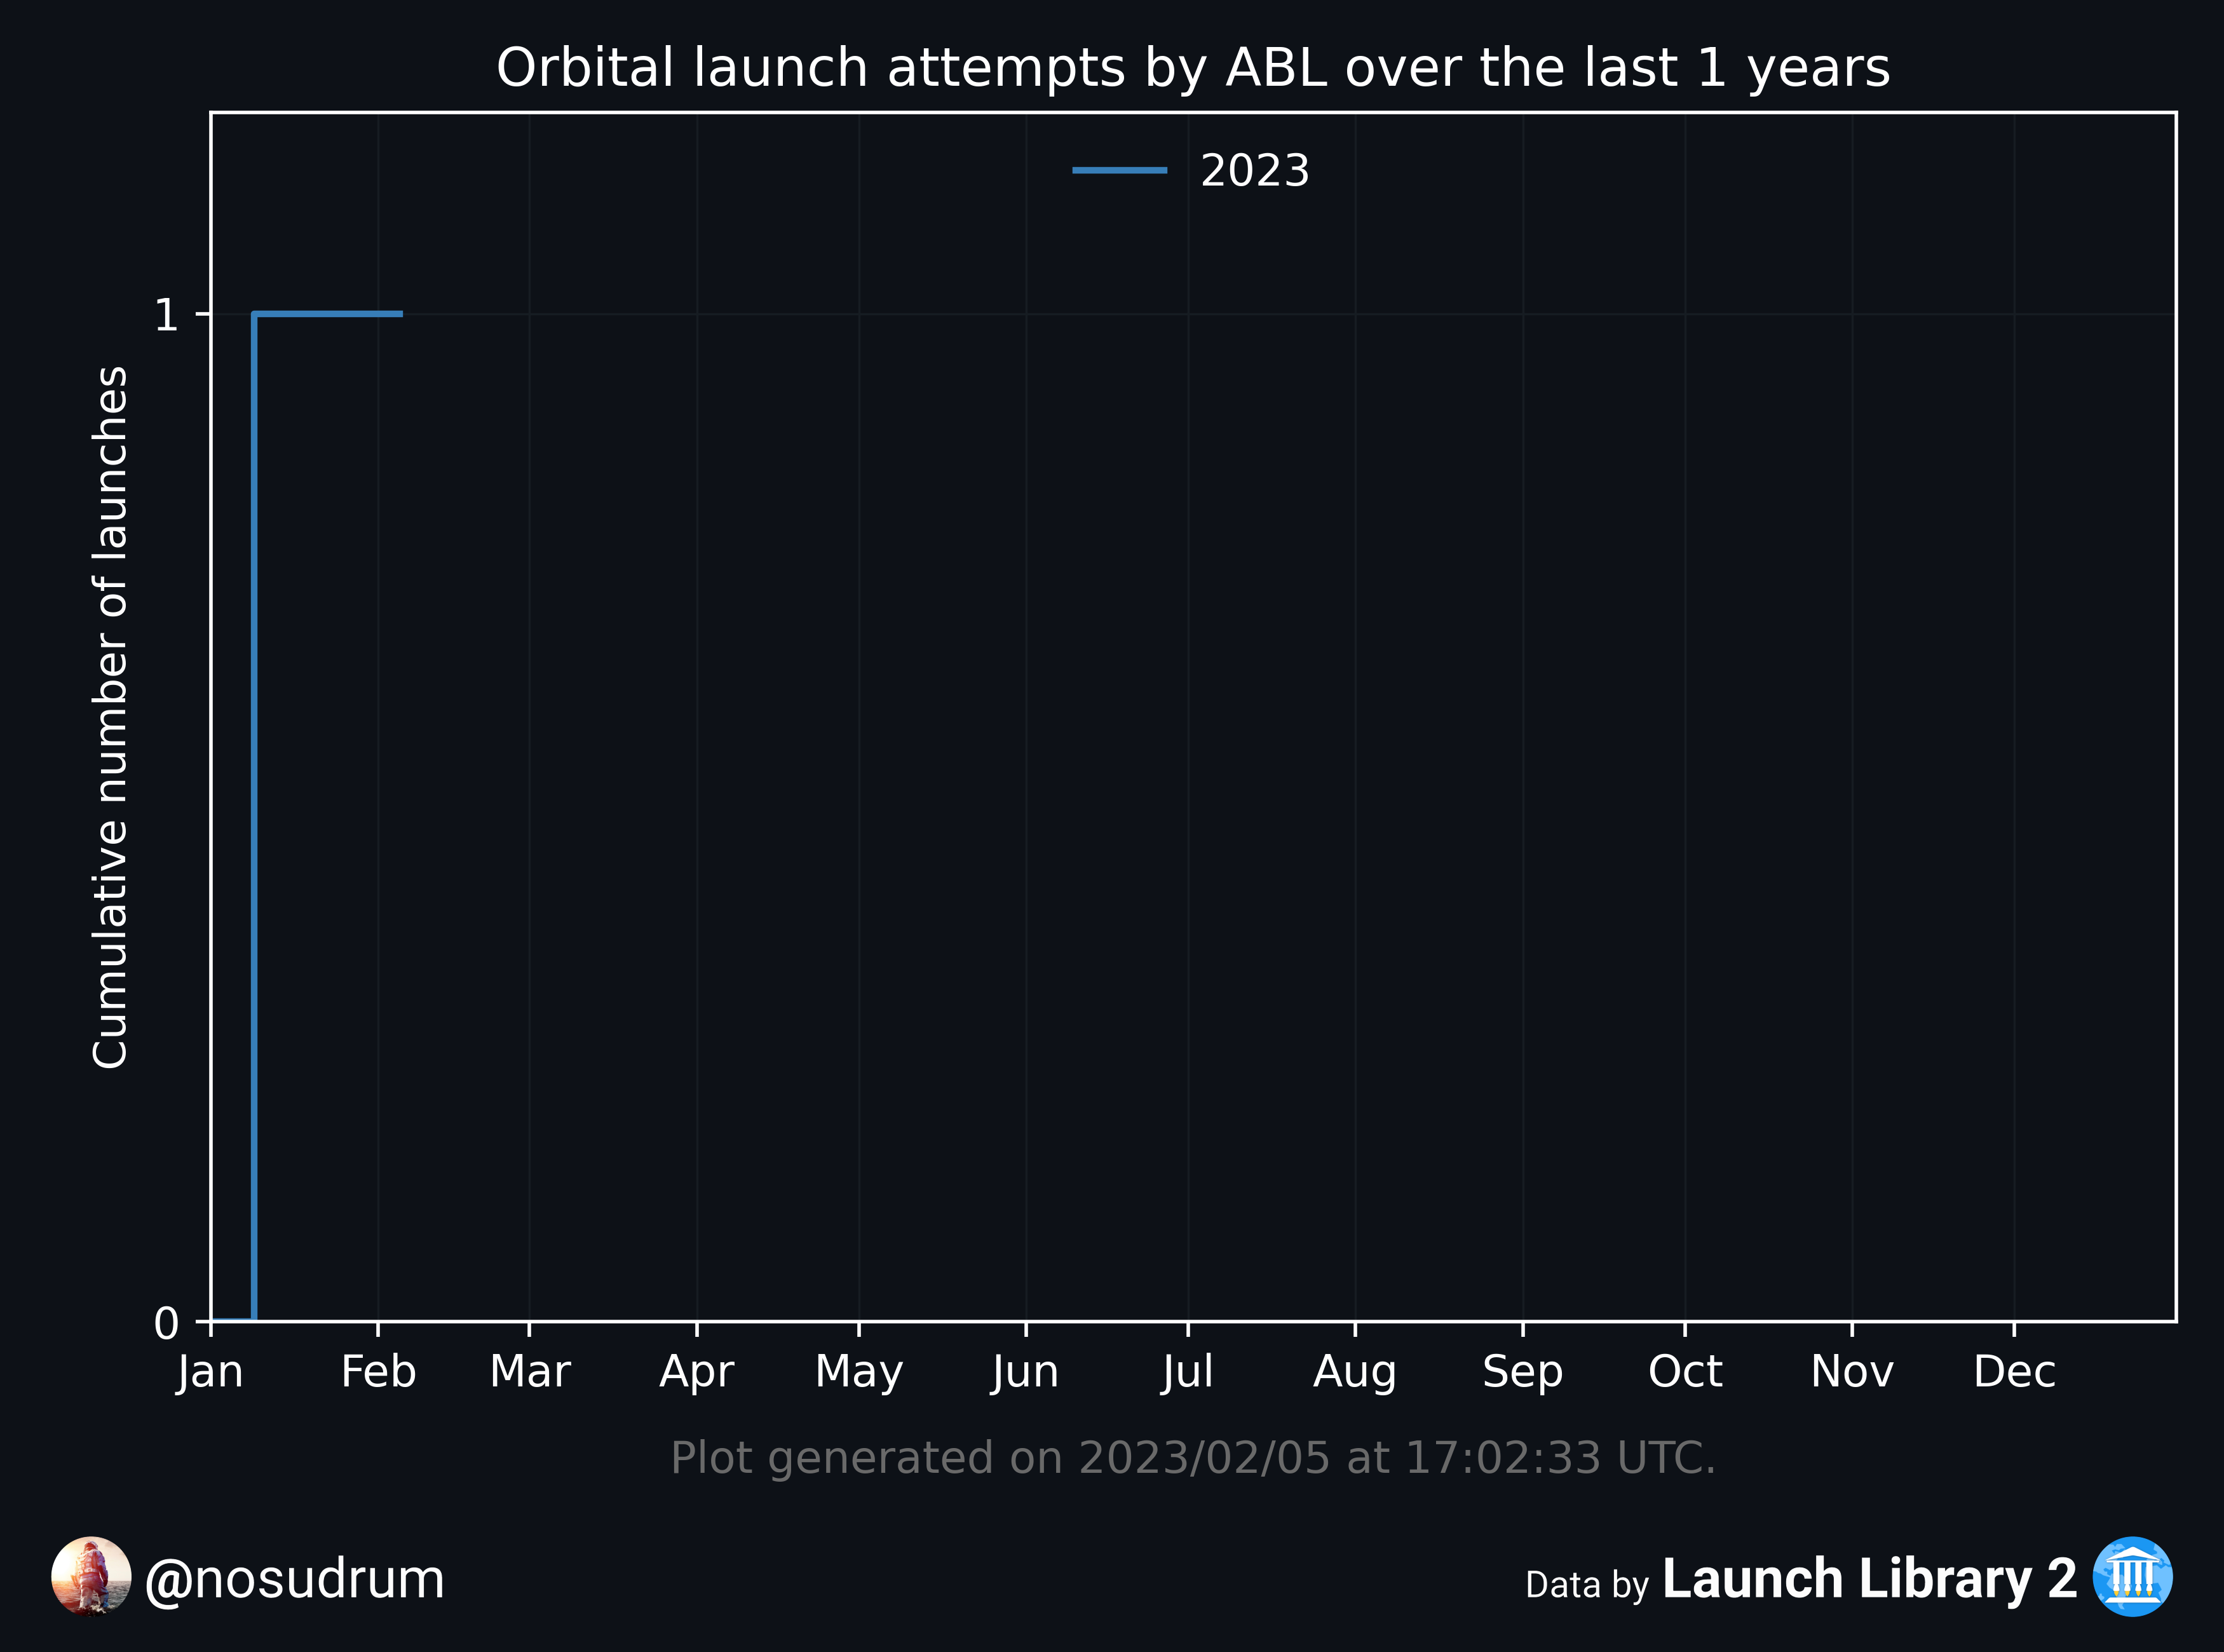 Orbital launch attempts by ABL over the last 1 years
2023
Cumulative number of launches
1
0
Jan Feb Mar Apr May Jun Jul Aug Sep Oct Nov Dec
Plot generated on 2023/02/05 at 17:02:33 UTC.
@nosudrum
Data by Launch Library 2